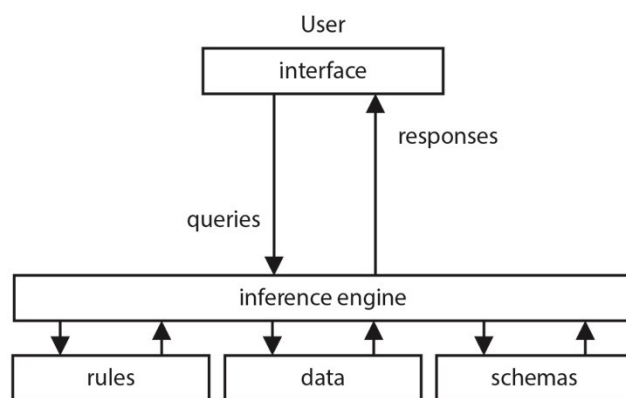 User
interface
responses
queries
inference engine
rules
data
schemas